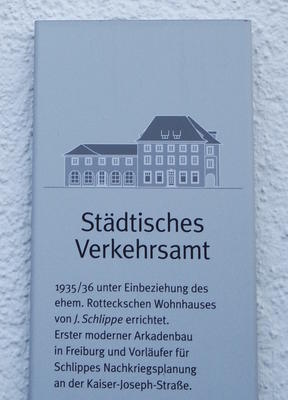 Städtisches
Verkehrsamt
1935/36 unter Einbeziehung des
ehem. Rotteckschen Wohnhauses
von J. Schlippe errichtet.
Erster moderner Arkadenbau
in Freiburg und Vorläufer für
Schlippes Nachkriegsplanung
an der Kaiser-Joseph-Straße.